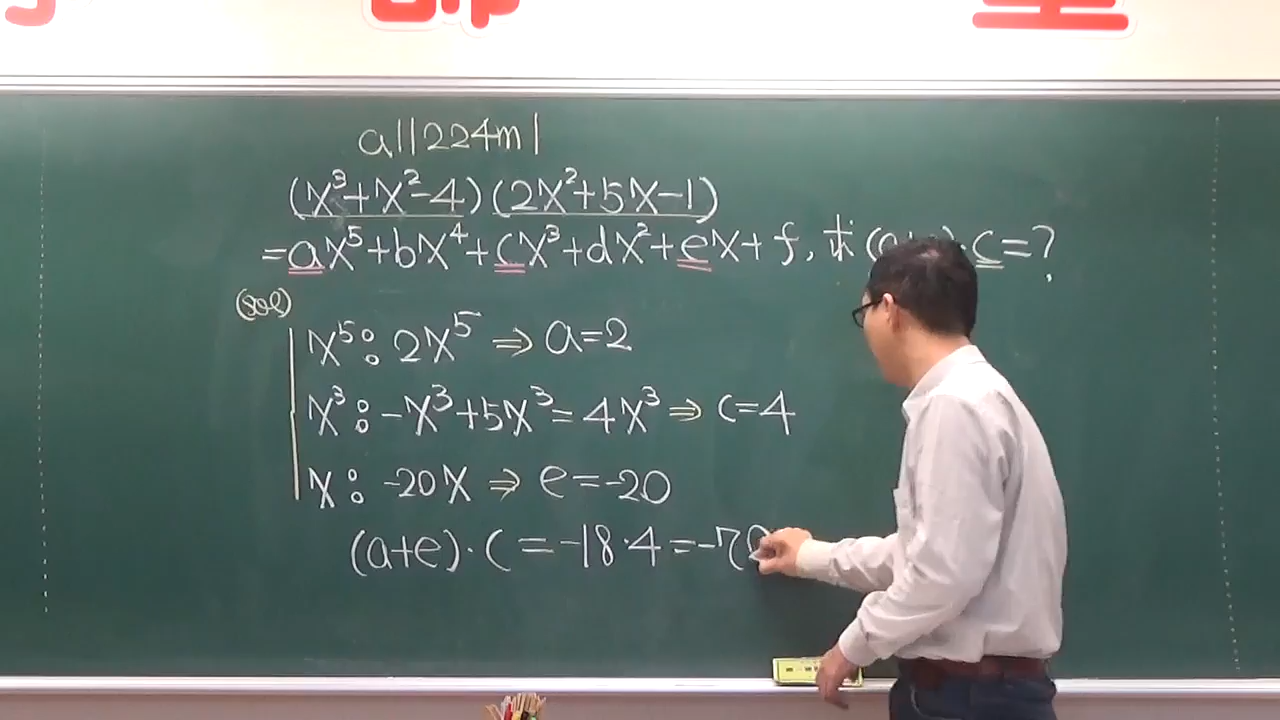 a11224m1
(x³+x²-4)(2x²+5x-1)
=ax⁵+bx⁴+cx³+dx²+ex+f, 求(a+e)·c=?
(sol)
x⁵: 2x⁵ ⇒ a=2
x³: -x³+5x³=4x³ ⇒ c=4
x: -20x ⇒ e=-20
(a+e)·c=-18·4=-7